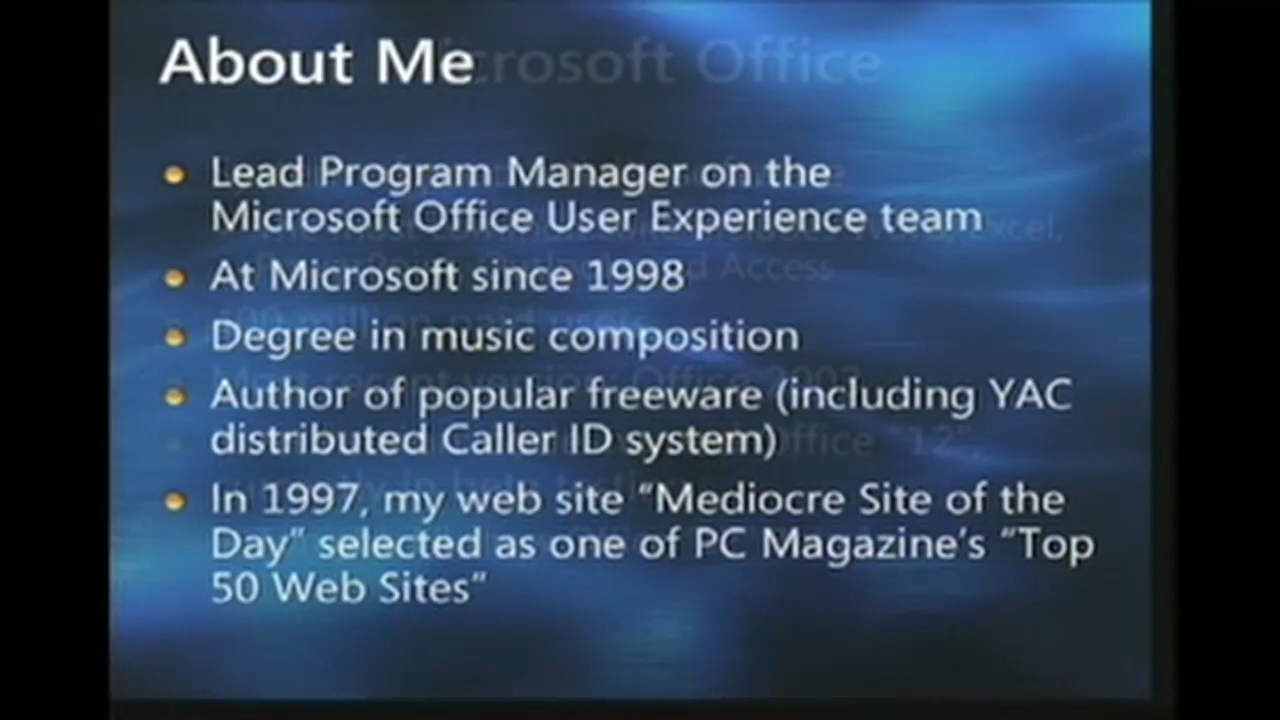 About Me
Lead Program Manager on the
Microsoft Office User Experience team
At Microsoft since 1998
Degree in music composition
Author of popular freeware (including YAC
distributed Caller ID system)
In 1997, my web site “Mediocre Site of the
Day” selected as one of PC Magazine’s “Top
50 Web Sites”